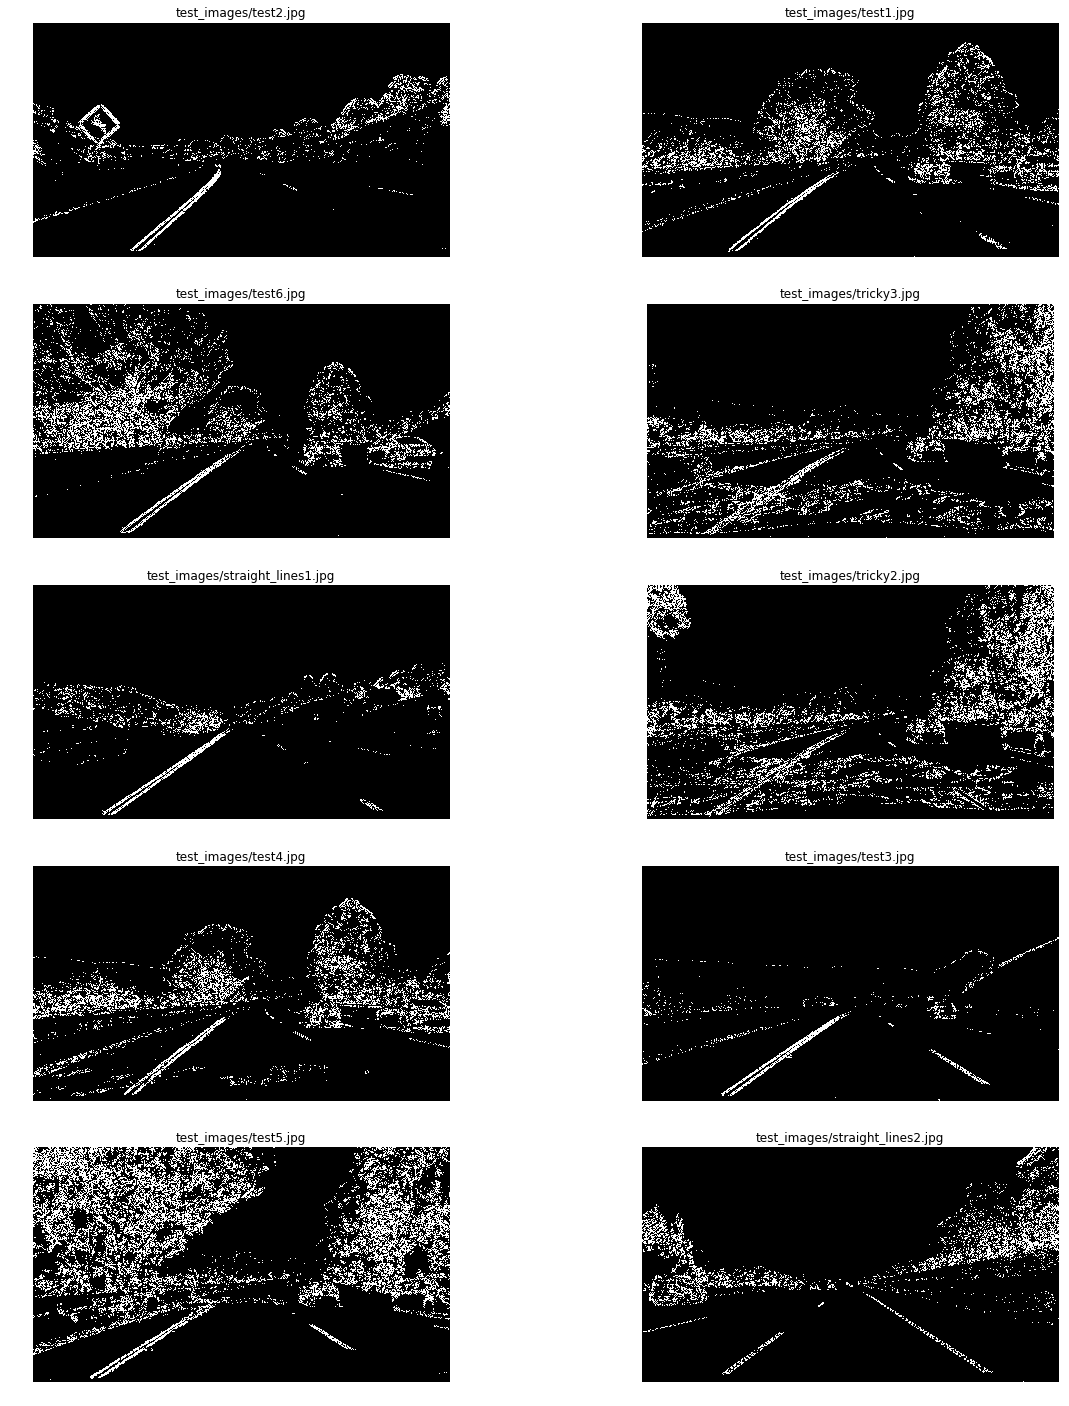 test_images/test2.jpg
test_images/test1.jpg
test_images/test6.jpg
test_images/tricky3.jpg
test_images/straight_lines1.jpg
test_images/tricky2.jpg
test_images/test4.jpg
test_images/test3.jpg
test_images/test5.jpg
test_images/straight_lines2.jpg